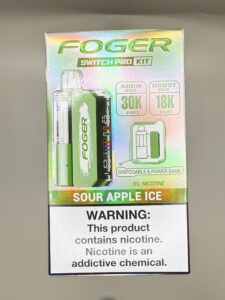 FOGER
SWITCH PRO KIT
NORM BOOST
30K 18K
PUFFS PUFFS
FOGER
DISPOSABLE & POWER BANK
5% NICOTINE
SOUR APPLE ICE
WARNING:
This product
contains nicotine.
Nicotine is an
addictive chemical.